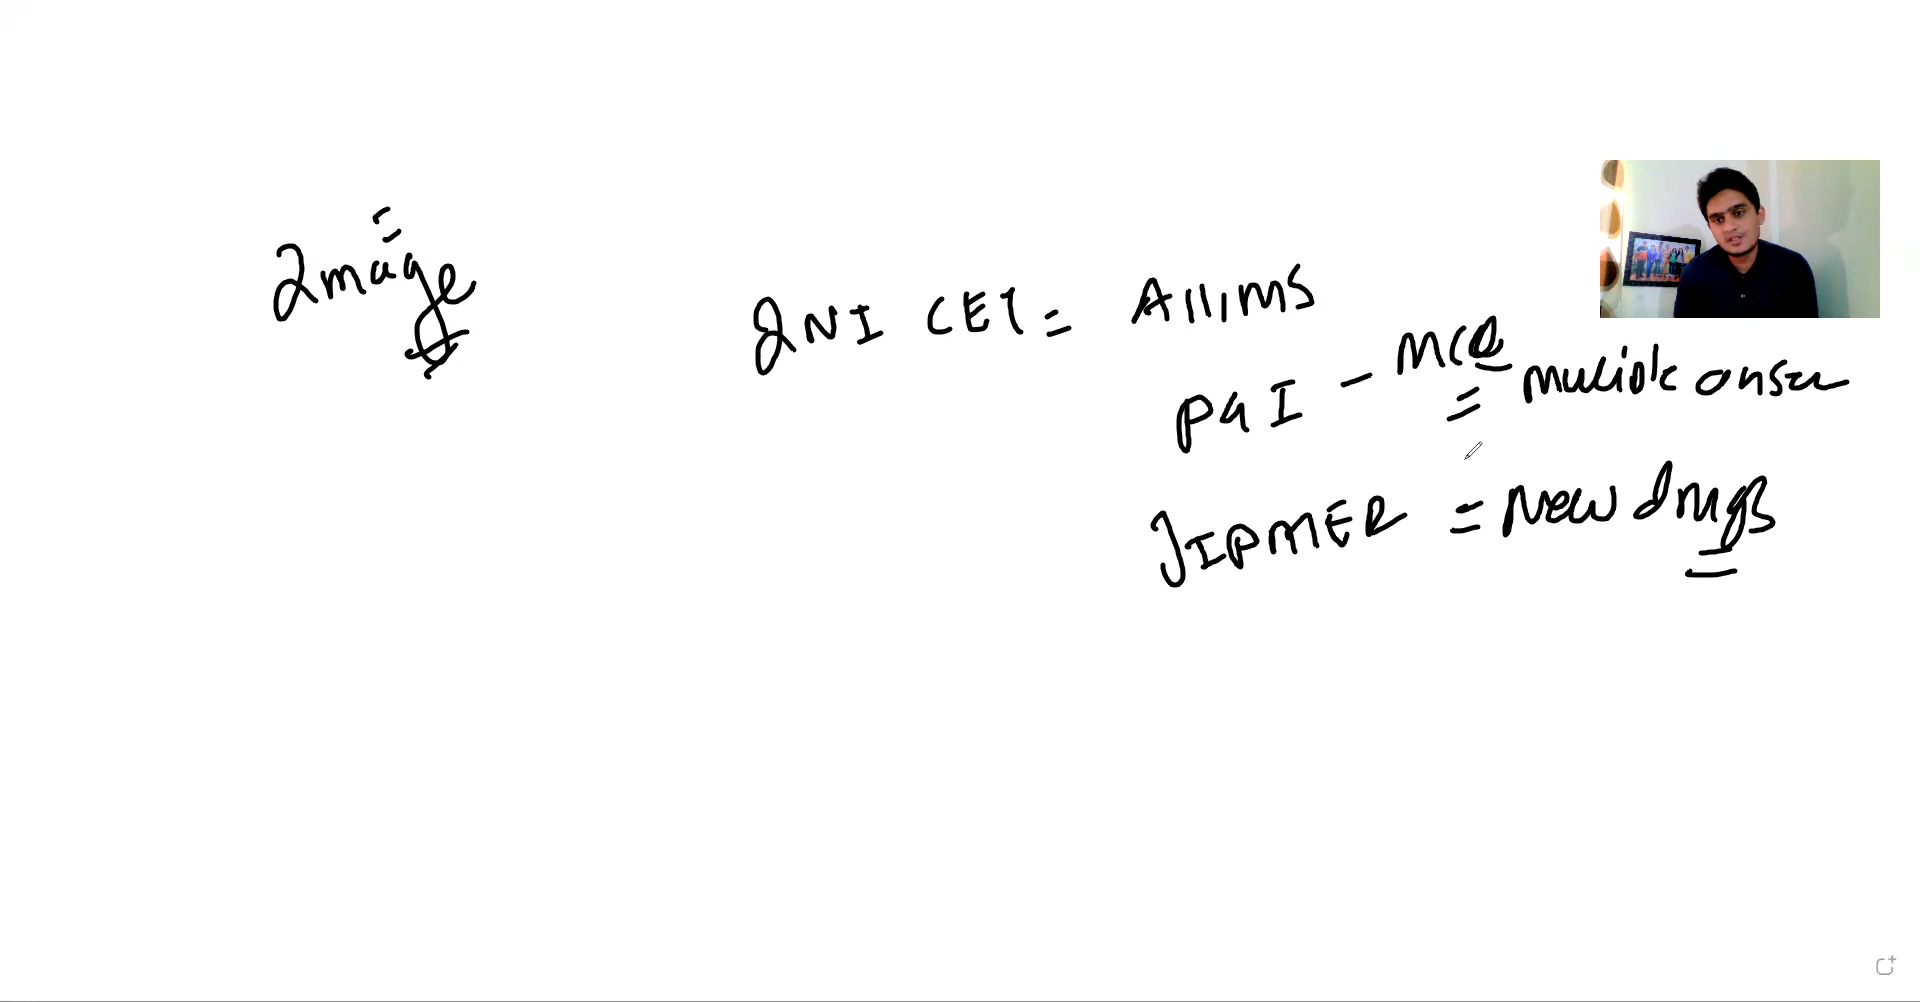 Image
INI CET = AIIMS
PGI - MCQ = multiple answer
JIPMER = New drugs